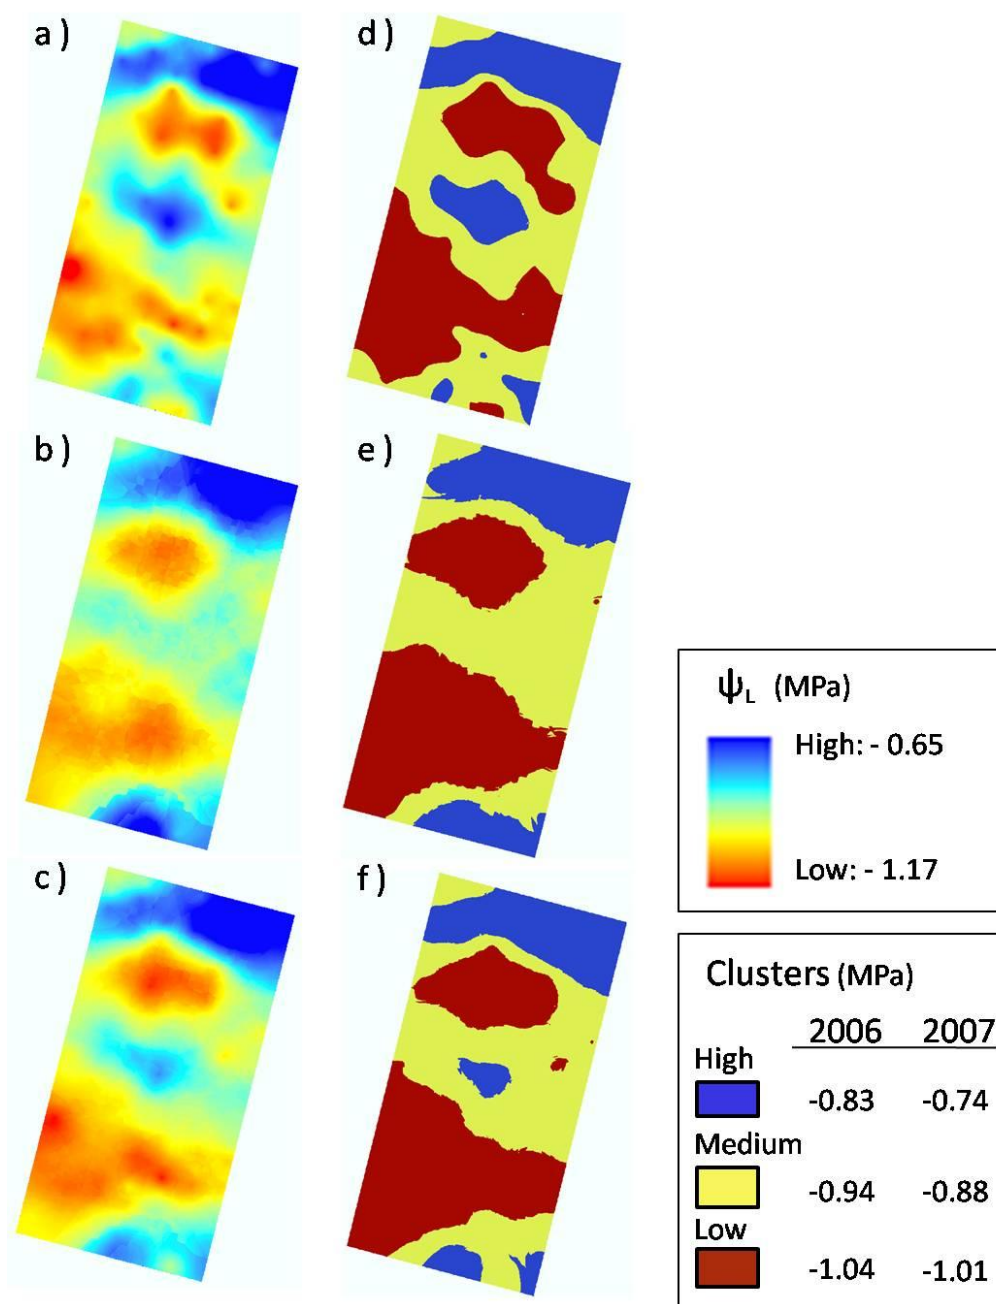 a )
d )
b )
e )
c )
f )
ψL (MPa)
High: - 0.65
Low: - 1.17
Clusters (MPa)
2006 2007
High
-0.83 -0.74
Medium
-0.94 -0.88
Low
-1.04 -1.01